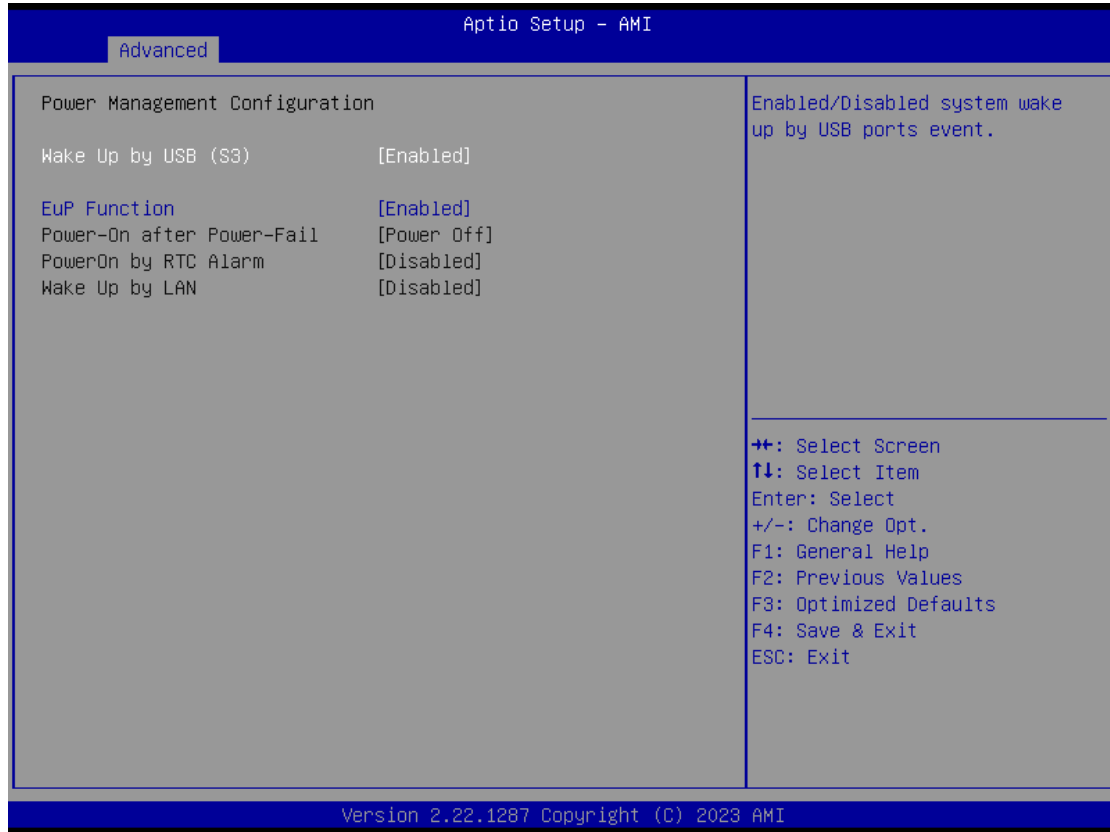 Aptio Setup – AMI
Advanced
Power Management Configuration
Wake Up by USB (S3) [Enabled]
EuP Function [Enabled]
Power-On after Power-Fail [Power Off]
PowerOn by RTC Alarm [Disabled]
Wake Up by LAN [Disabled]
Enabled/Disabled system wake
up by USB ports event.
→←: Select Screen
↑↓: Select Item
Enter: Select
+/-: Change Opt.
F1: General Help
F2: Previous Values
F3: Optimized Defaults
F4: Save & Exit
ESC: Exit
Version 2.22.1287 Copyright (C) 2023 AMI